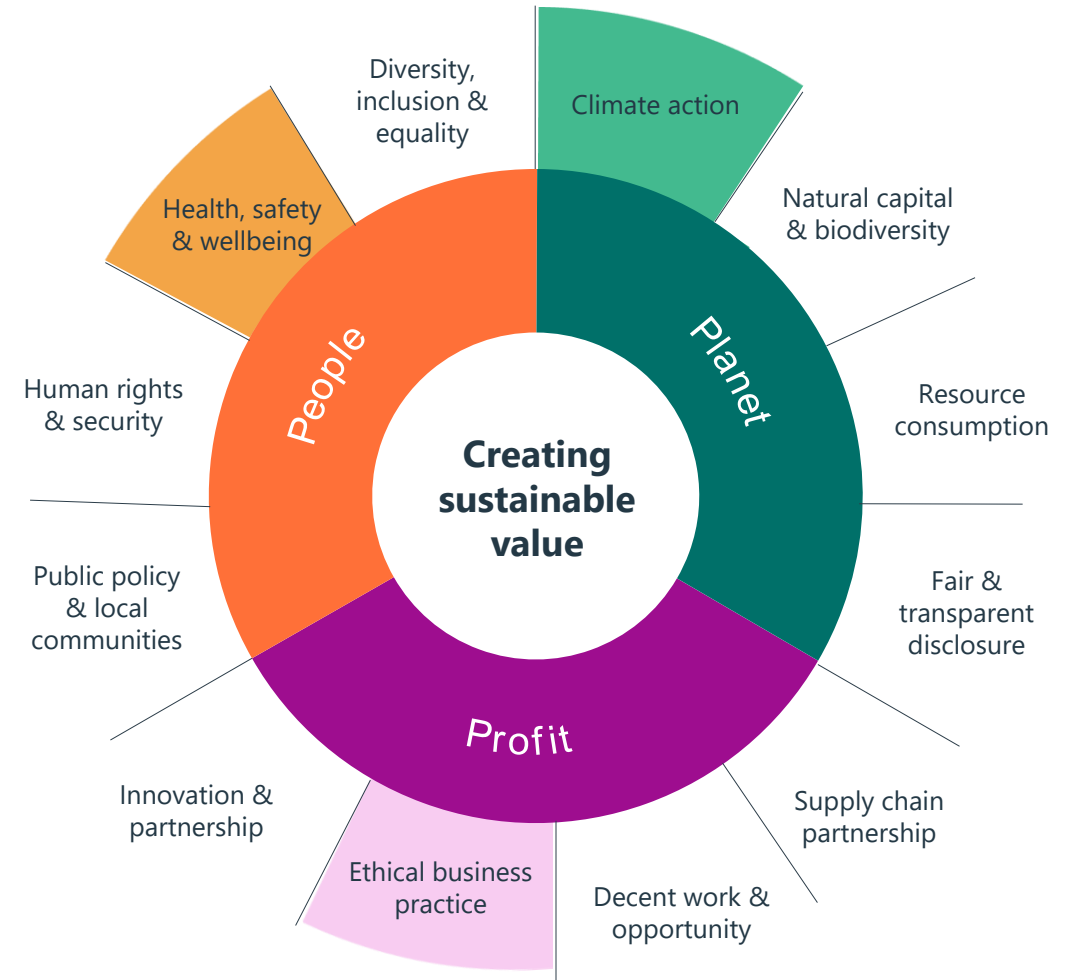 Diversity,
inclusion &
equality
Climate action
Natural capital
& biodiversity
Resource
consumption
Fair &
transparent
disclosure
Supply chain
partnership
Decent work &
opportunity
Ethical business
practice
Innovation &
partnership
Public policy
& local
communities
Human rights
& security
Health, safety
& wellbeing
People
Planet
Profit
Creating
sustainable
value